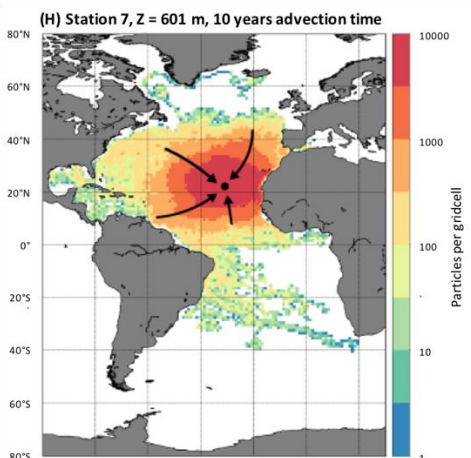 (H) Station 7, Z = 601 m, 10 years advection time
80°N
60°N
40°N
20°N
0°
20°S
40°S
60°S
80°S
10000
1000
100
10
1
Particles per gridcell